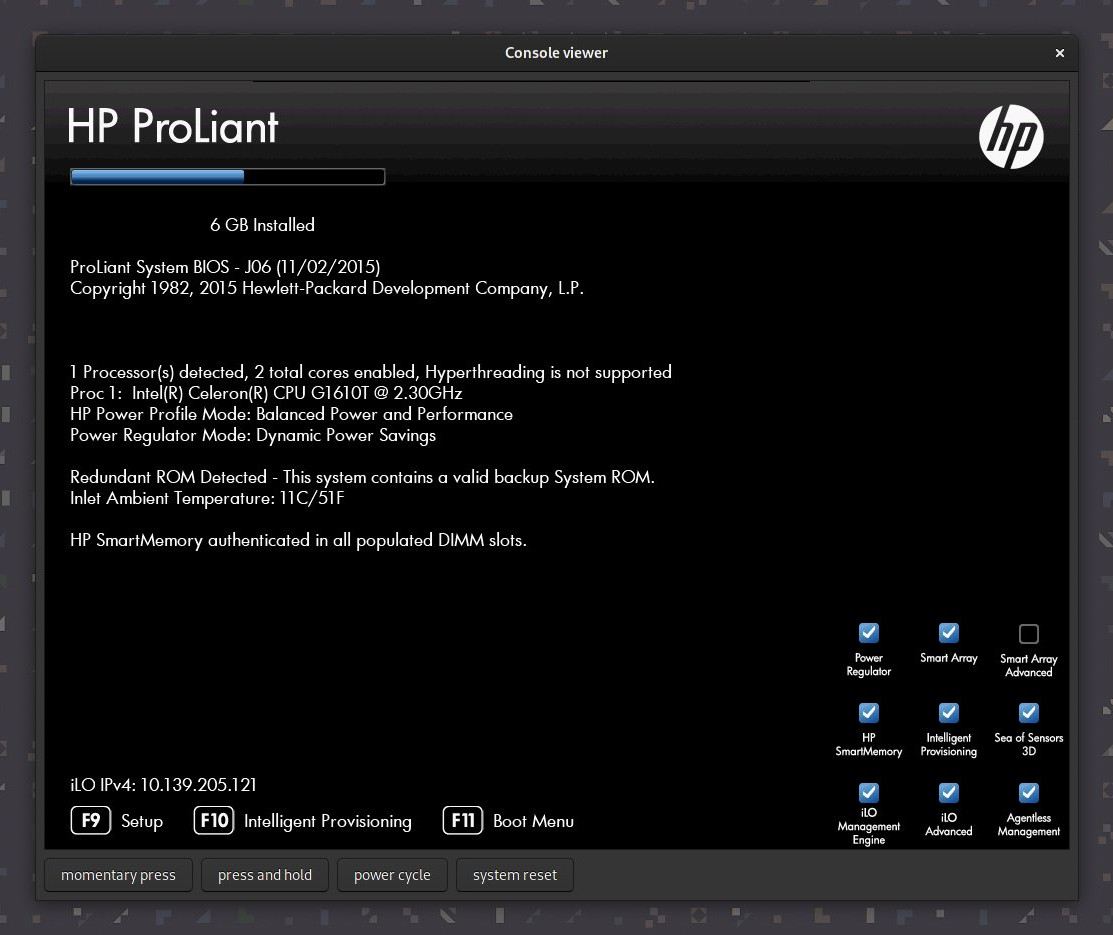 Console viewer
HP ProLiant
hp
6 GB Installed
ProLiant System BIOS - J06 (11/02/2015)
Copyright 1982, 2015 Hewlett-Packard Development Company, L.P.
1 Processor(s) detected, 2 total cores enabled, Hyperthreading is not supported
Proc 1:  Intel(R) Celeron(R) CPU G1610T @ 2.30GHz
HP Power Profile Mode: Balanced Power and Performance
Power Regulator Mode: Dynamic Power Savings
Redundant ROM Detected - This system contains a valid backup System ROM.
Inlet Ambient Temperature: 11C/51F
HP SmartMemory authenticated in all populated DIMM slots.
Power
Regulator
Smart Array
Smart Array
Advanced
HP
SmartMemory
Intelligent
Provisioning
Sea of Sensors
3D
iLO
Management
Engine
iLO
Advanced
Agentless
Management
iLO IPv4: 10.139.205.121
F9 Setup F10 Intelligent Provisioning F11 Boot Menu
momentary press press and hold power cycle system reset